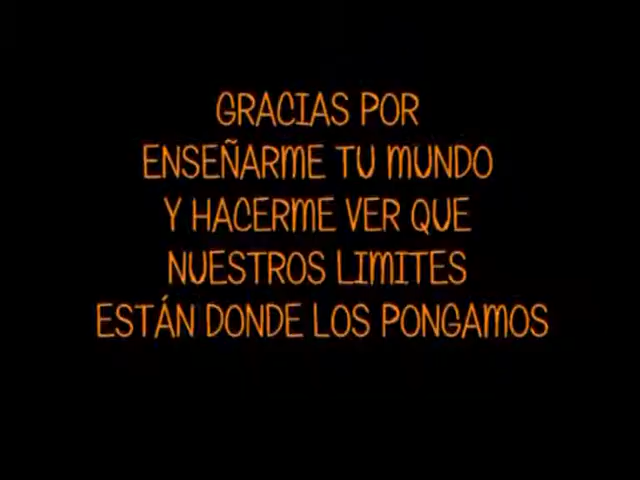 GRACIAS POR
ENSEÑARME TU MUNDO
Y HACERME VER QUE
NUESTROS LIMITES
ESTÁN DONDE LOS PONGAMOS